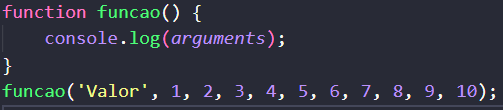 function funcao() {
    console.log(arguments);
}
funcao('Valor', 1, 2, 3, 4, 5, 6, 7, 8, 9, 10);